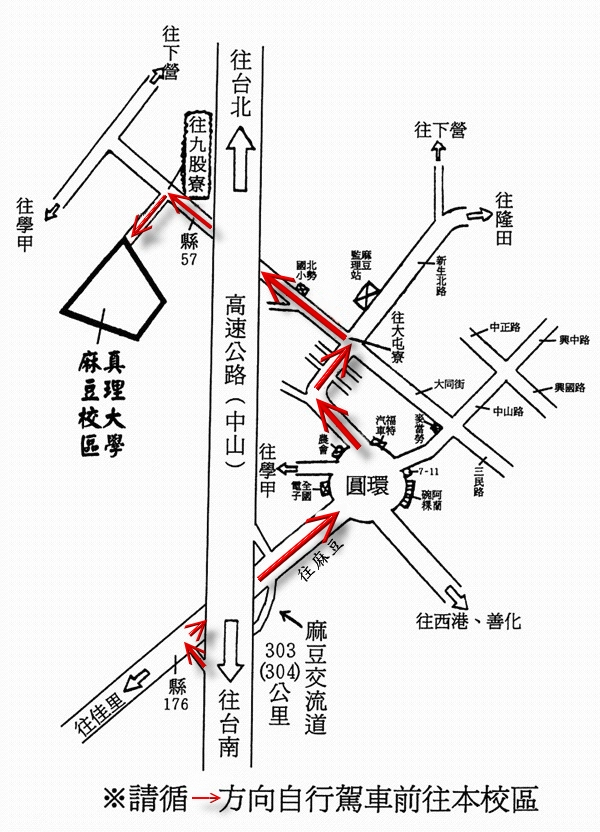 往下營
往台北
往九股寮
往下營
往學甲
往隆田
縣
57
國小
北勢
監理站
麻豆
新生北路
往大屯寮
高速公路(中山)
中正路
興中路
真理大學
麻豆校區
大同街
興國路
中山路
汽車
福特
麥當勞
農會
往學甲
7-11
三民路
電子
全國
圓環
碗粿
阿蘭
往麻豆
往西港、善化
麻豆交流道
303
(304)
公里
縣
176
往佳里
往台南
※請循→方向自行駕車前往本校區